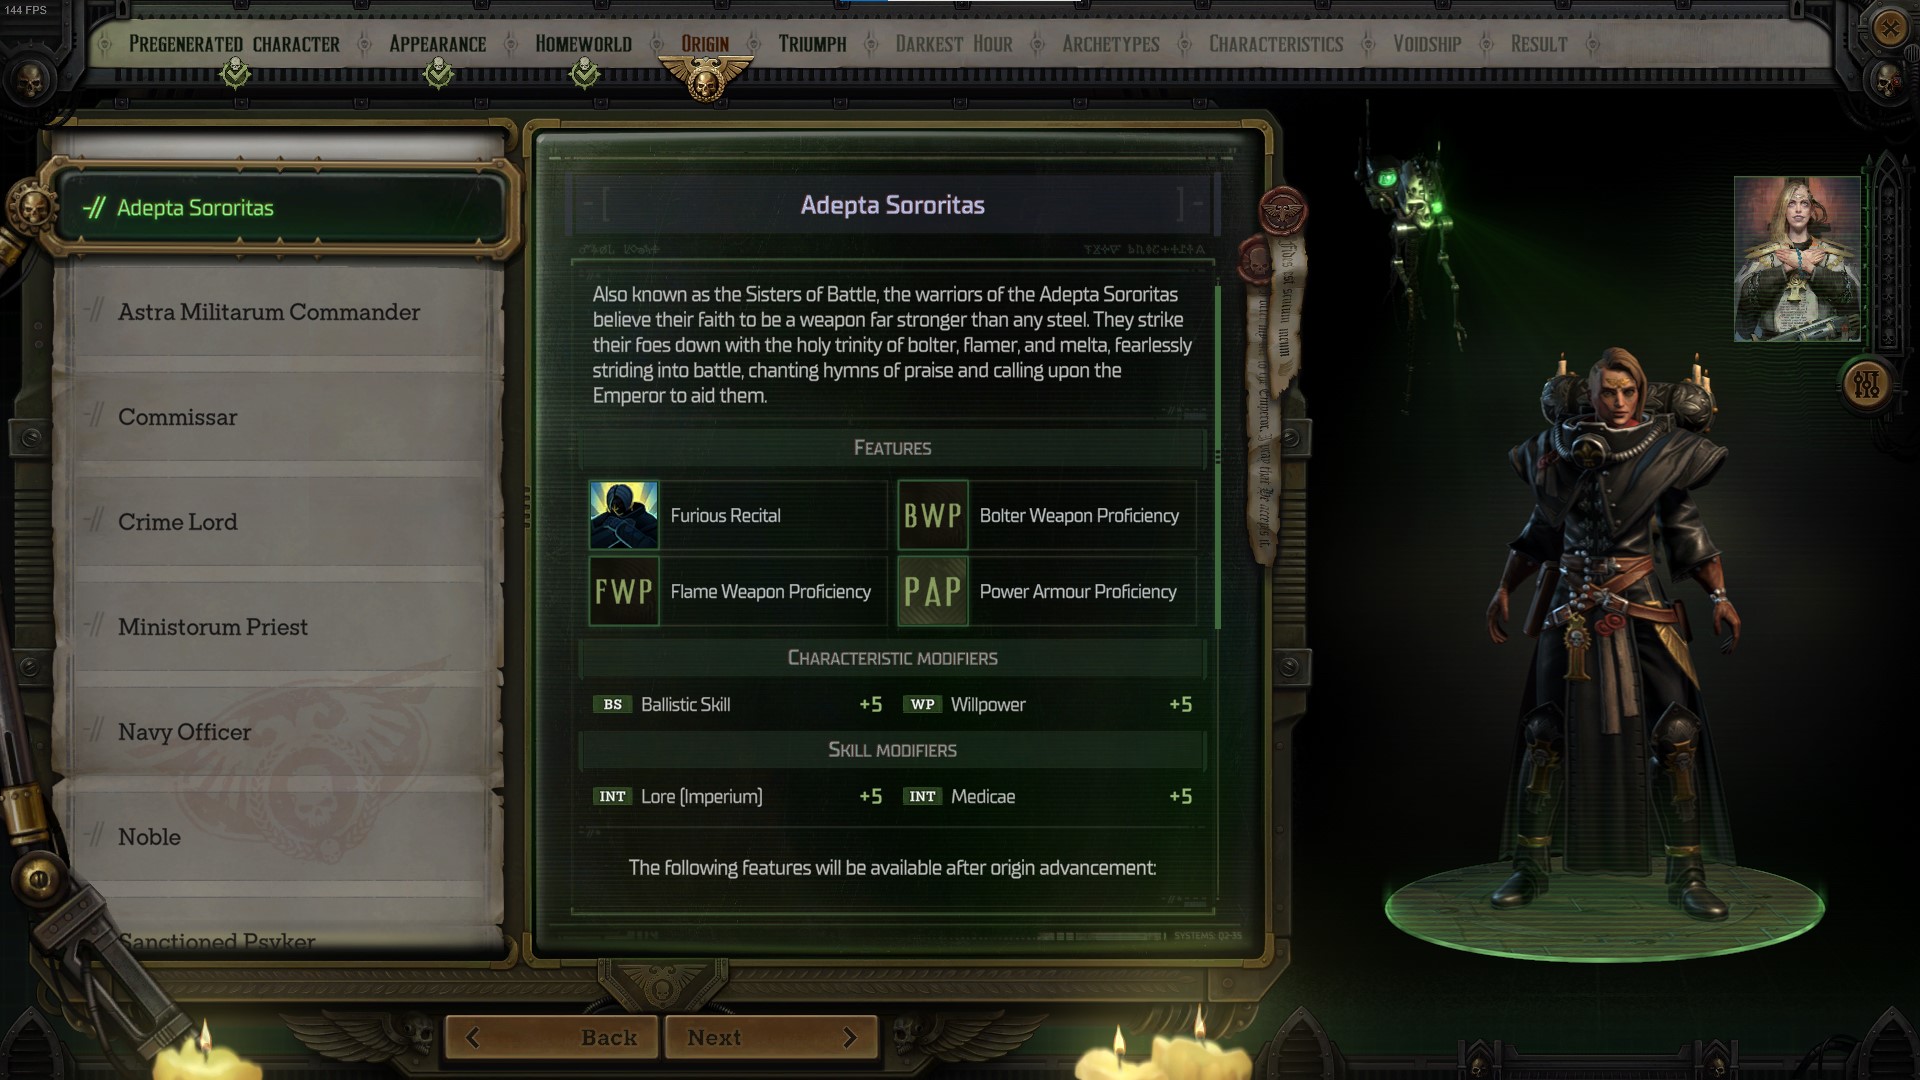 144 FPS
PREGENERATED CHARACTER
APPEARANCE
HOMEWORLD
ORIGIN
TRIUMPH
DARKEST HOUR
ARCHETYPES
CHARACTERISTICS
VOIDSHIP
RESULT
Adepta Sororitas
Astra Militarum Commander
Commissar
Crime Lord
Ministorum Priest
Navy Officer
Noble
Sanctioned Psyker
Adepta Sororitas
Also known as the Sisters of Battle, the warriors of the Adepta Sororitas
believe their faith to be a weapon far stronger than any steel. They strike
their foes down with the holy trinity of bolter, flamer, and melta, fearlessly
striding into battle, chanting hymns of praise and calling upon the
Emperor to aid them.
FEATURES
Furious Recital
BWP Bolter Weapon Proficiency
FWP Flame Weapon Proficiency
PAP Power Armour Proficiency
CHARACTERISTIC MODIFIERS
BS Ballistic Skill +5 WP Willpower +5
SKILL MODIFIERS
INT Lore (Imperium) +5 INT Medicae +5
The following features will be available after origin advancement:
Back
Next